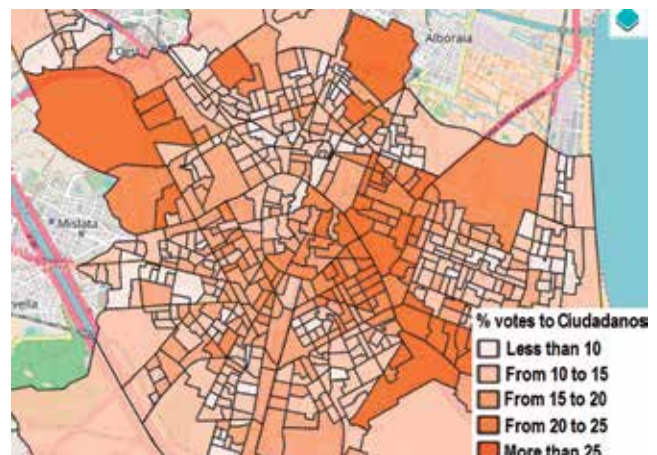 Alboraia
Mislata
% votes to Ciudadanos
Less than 10
From 10 to 15
From 15 to 20
From 20 to 25
More than 25